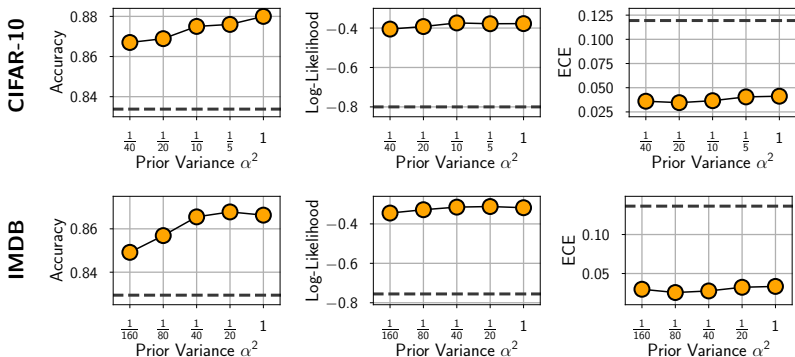 CIFAR-10
Accuracy
0.88
0.86
0.84
1/40 1/20 1/10 1/5 1
Prior Variance α²
Log-Likelihood
−0.4
−0.6
−0.8
1/40 1/20 1/10 1/5 1
Prior Variance α²
ECE
0.125
0.100
0.075
0.050
0.025
1/40 1/20 1/10 1/5 1
Prior Variance α²
IMDB
Accuracy
0.86
0.84
1/160 1/80 1/40 1/20 1
Prior Variance α²
Log-Likelihood
−0.4
−0.6
−0.8
1/160 1/80 1/40 1/20 1
Prior Variance α²
ECE
0.10
0.05
1/160 1/80 1/40 1/20 1
Prior Variance α²